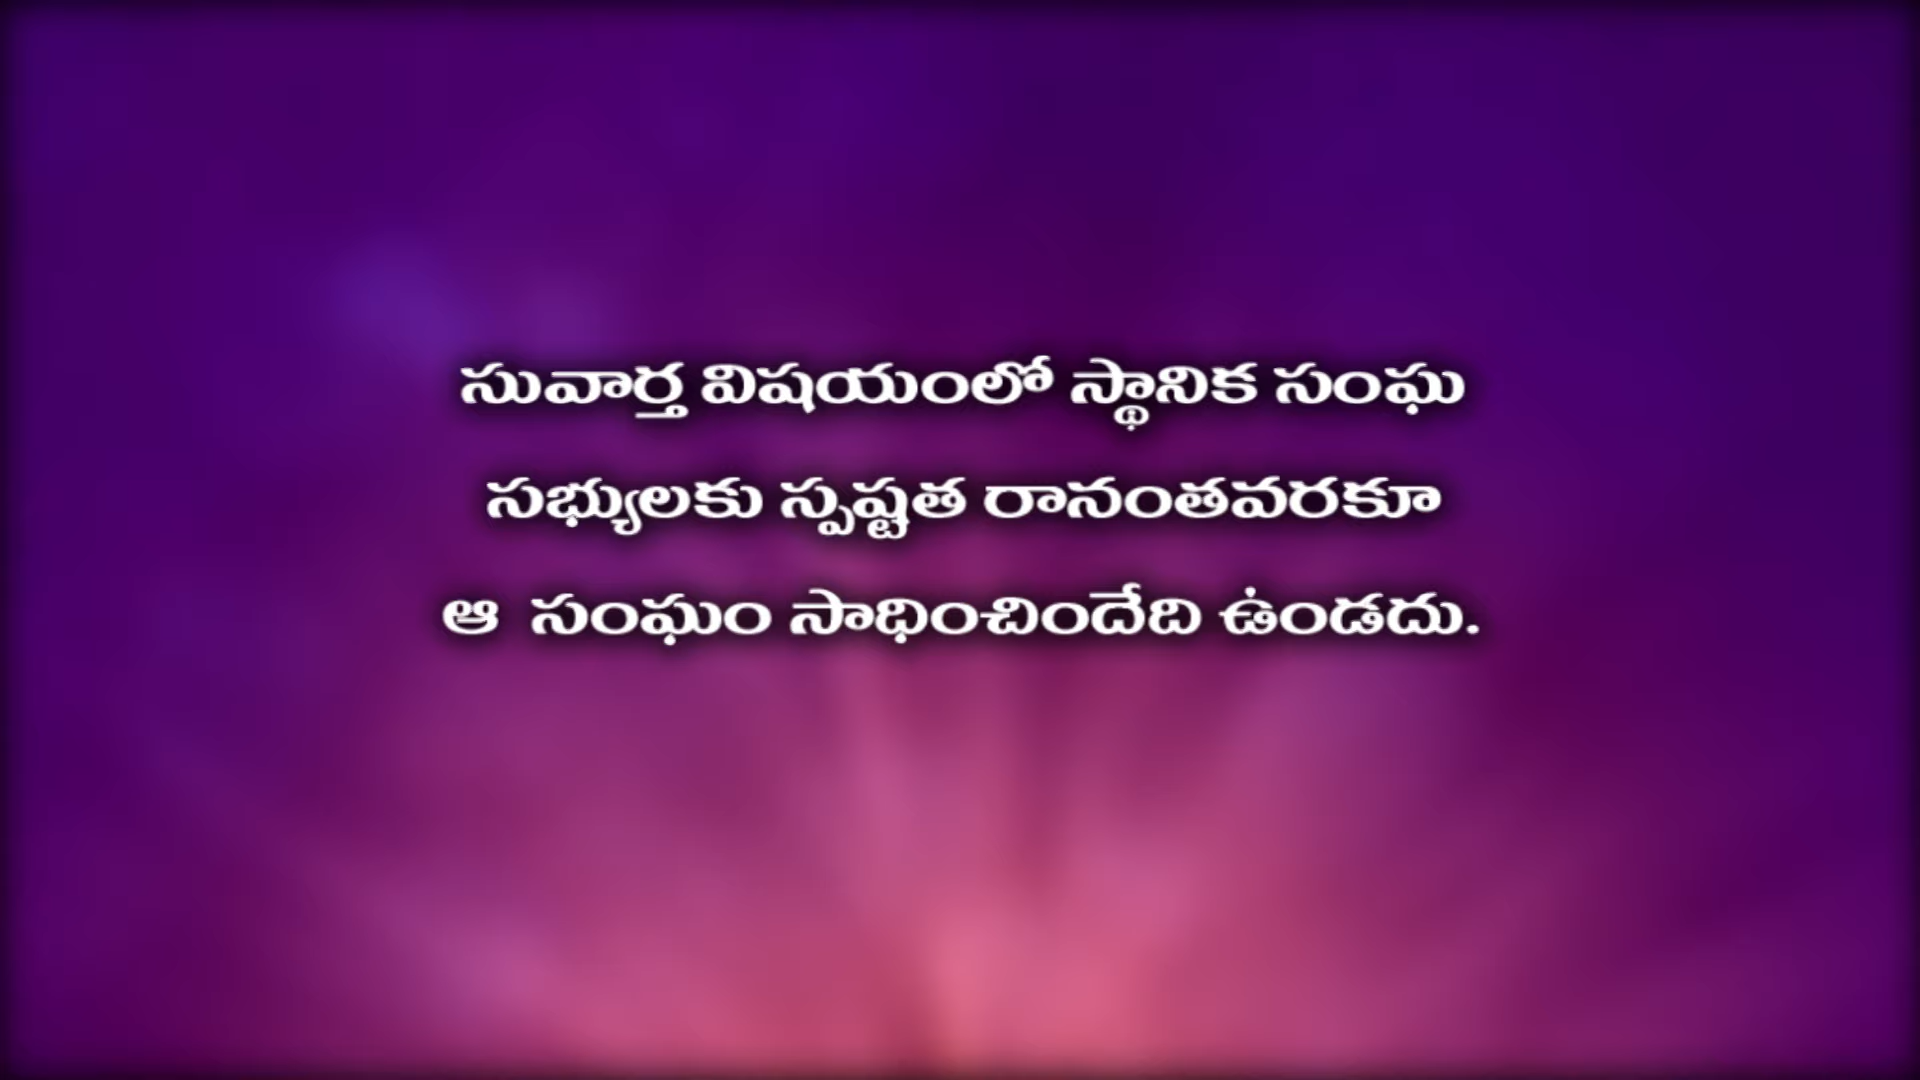 సువార్త విషయంలో స్థానిక సంఘ
సభ్యులకు స్పష్టత రానంతవరకూ
ఆ సంఘం సాధించిందేది ఉండదు.